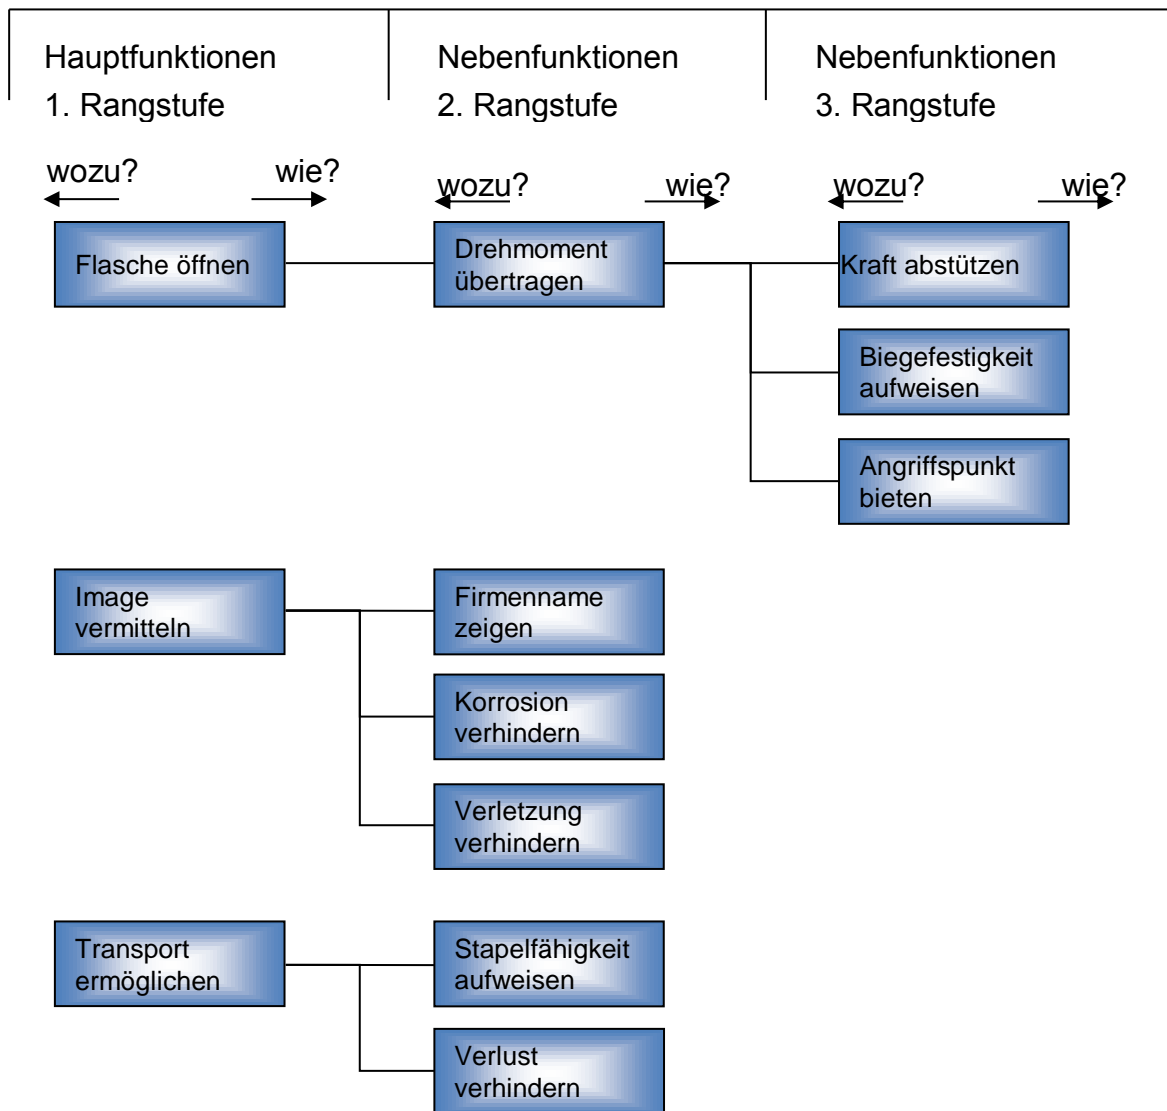 Hauptfunktionen
1. Rangstufe
Nebenfunktionen
2. Rangstufe
Nebenfunktionen
3. Rangstufe
wozu?
wie?
wozu?
wie?
wozu?
wie?
Flasche öffnen
Drehmoment
übertragen
Kraft abstützen
Biegefestigkeit
aufweisen
Angriffspunkt
bieten
Image
vermitteln
Firmenname
zeigen
Korrosion
verhindern
Verletzung
verhindern
Transport
ermöglichen
Stapelfähigkeit
aufweisen
Verlust
verhindern